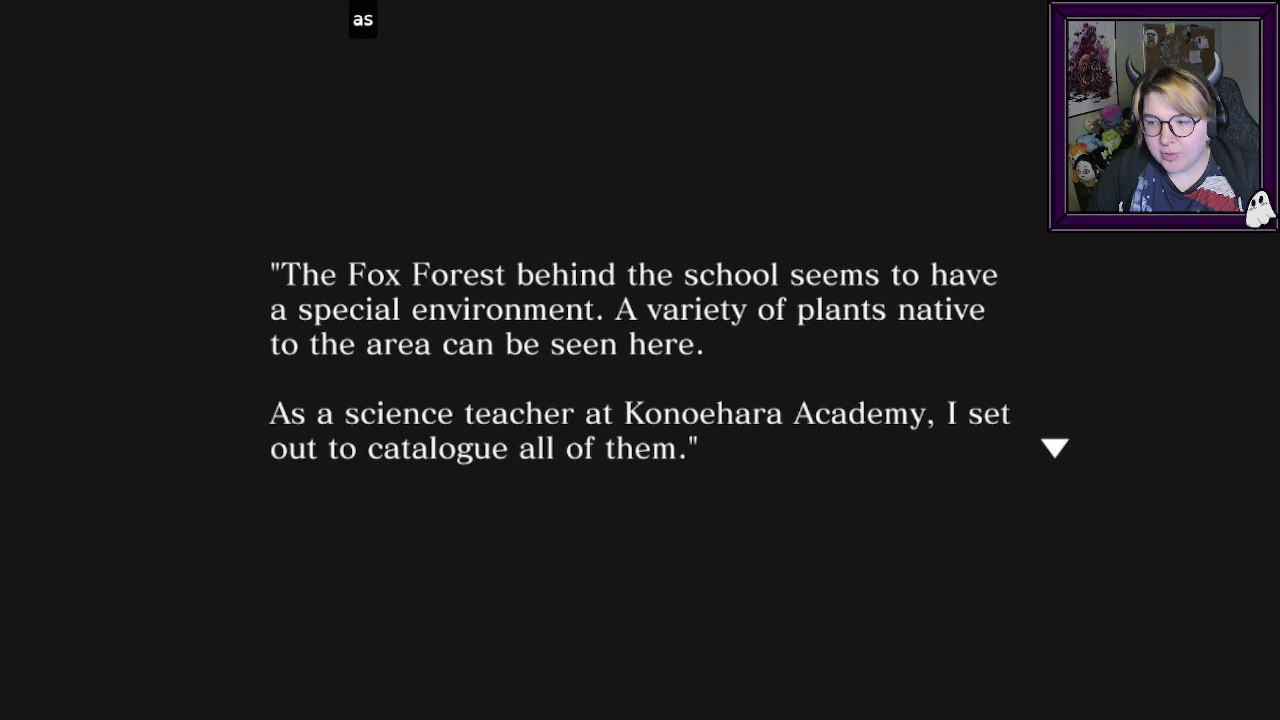 as
"The Fox Forest behind the school seems to have
a special environment. A variety of plants native
to the area can be seen here.
As a science teacher at Konoehara Academy, I set
out to catalogue all of them."